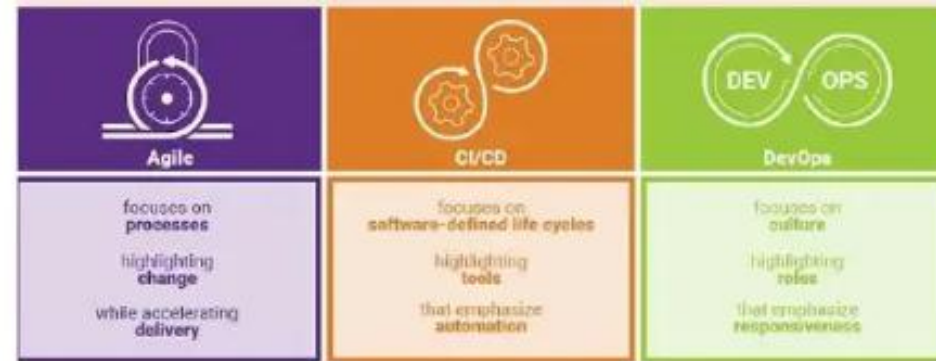 Agile
focuses on
processes
highlighting
change
while accelerating
delivery
CI/CD
focuses on
software-defined life cycles
highlighting
tools
that emphasize
automation
DEV OPS
DevOps
focuses on
culture
highlighting
roles
that emphasize
responsiveness